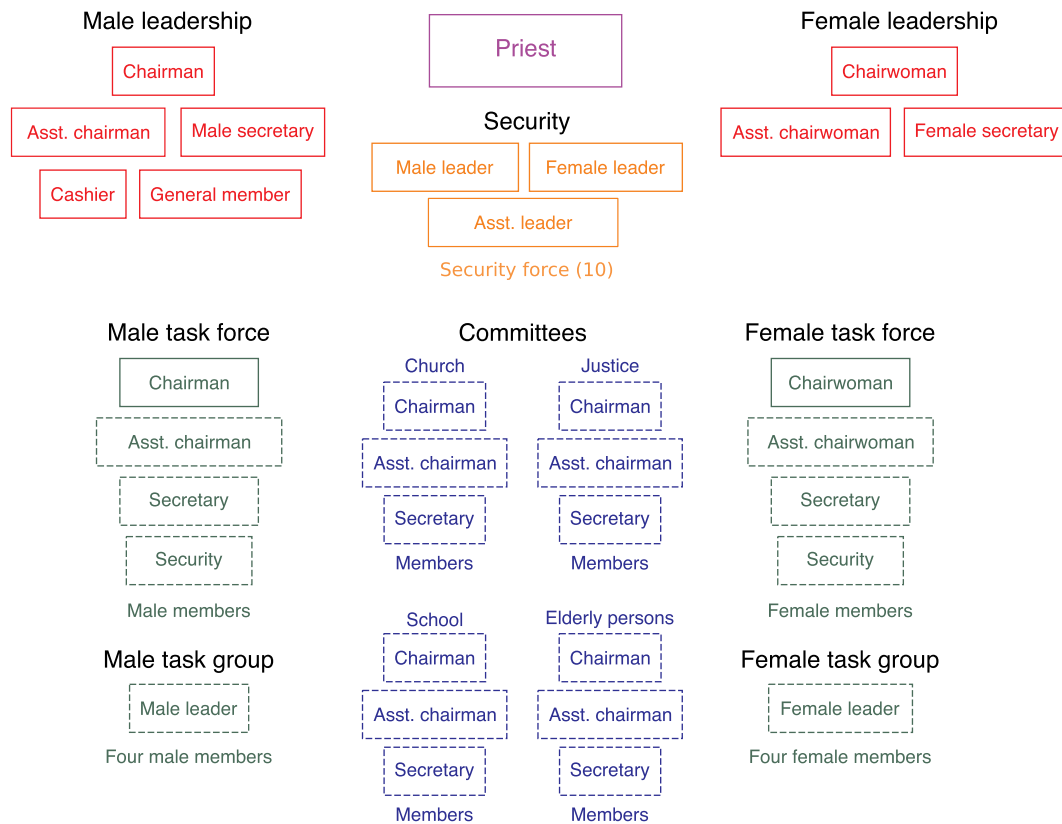 Male leadership
Chairman
Asst. chairman
Male secretary
Cashier
General member
Priest
Security
Male leader
Female leader
Asst. leader
Security force (10)
Female leadership
Chairwoman
Asst. chairwoman
Female secretary
Male task force
Chairman
Asst. chairman
Secretary
Security
Male members
Male task group
Male leader
Four male members
Committees
Church
Chairman
Asst. chairman
Secretary
Members
Justice
Chairman
Asst. chairman
Secretary
Members
School
Chairman
Asst. chairman
Secretary
Members
Elderly persons
Chairman
Asst. chairman
Secretary
Members
Female task force
Chairwoman
Asst. chairwoman
Secretary
Security
Female members
Female task group
Female leader
Four female members